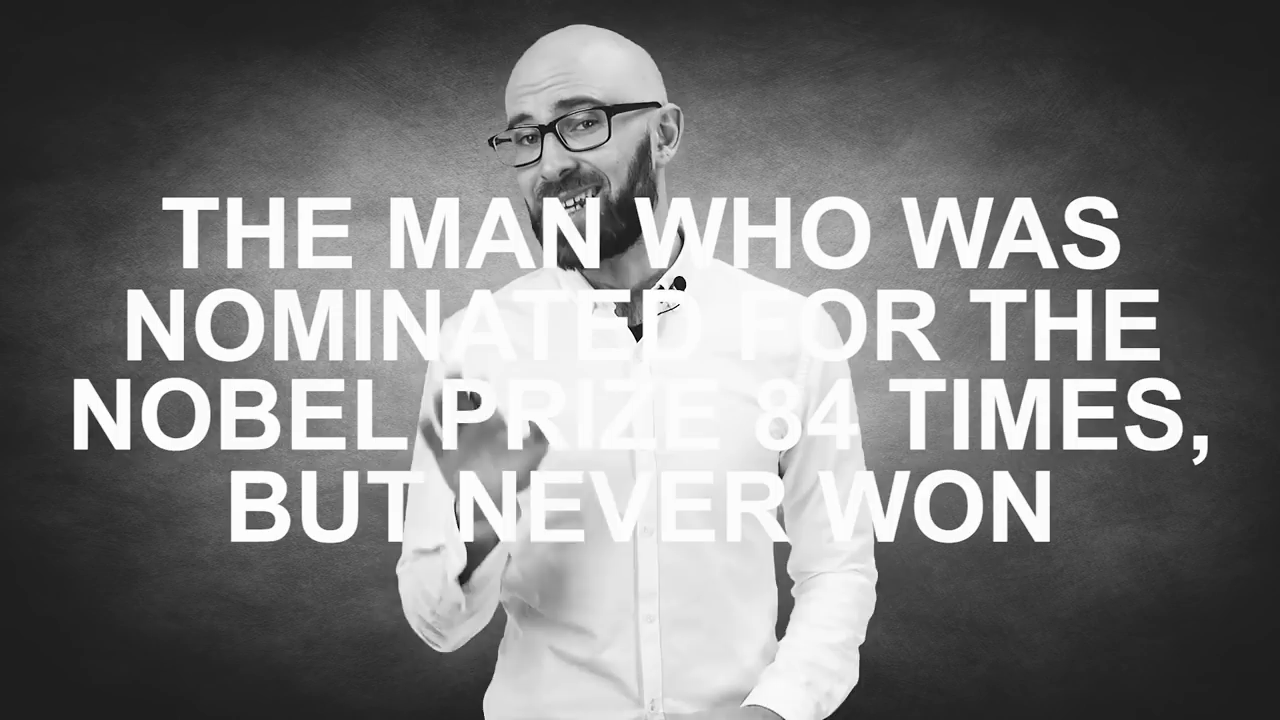 THE MAN WHO WAS
NOMINATED FOR THE
NOBEL PRIZE 84 TIMES,
BUT NEVER WON